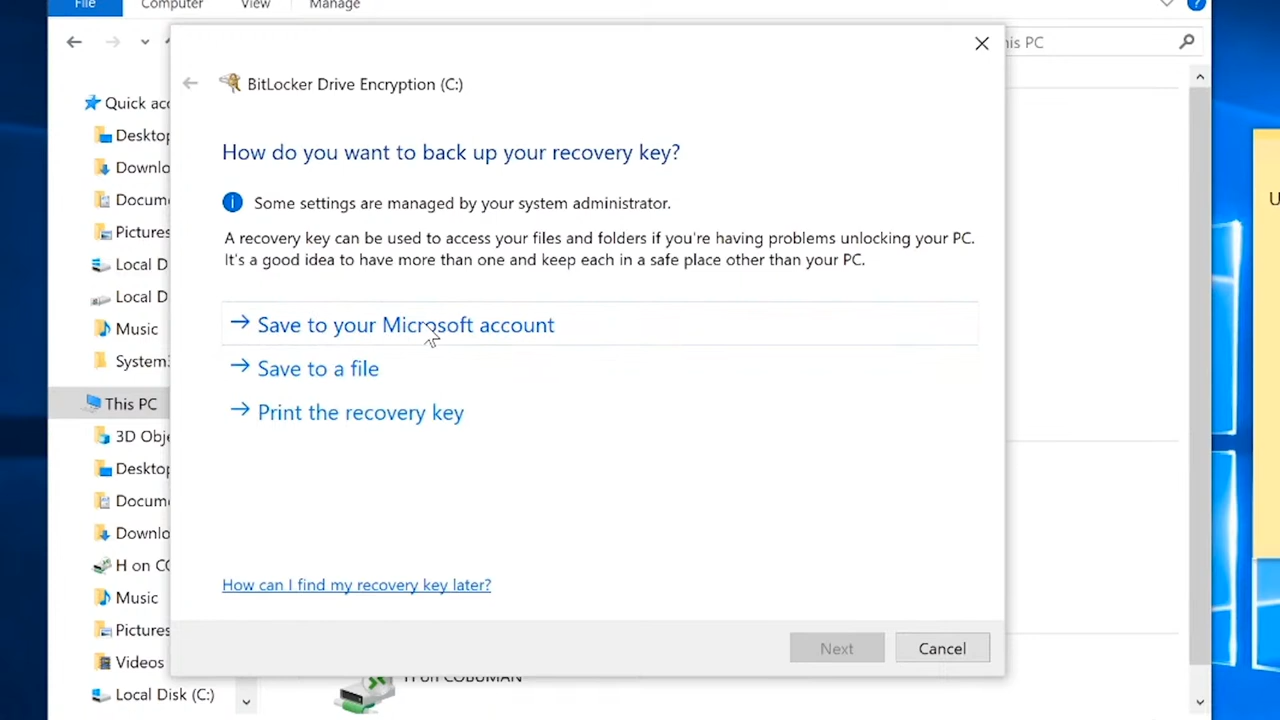 File
Computer
View
Manage
his PC
BitLocker Drive Encryption (C:)
How do you want to back up your recovery key?
Some settings are managed by your system administrator.
A recovery key can be used to access your files and folders if you're having problems unlocking your PC.
It's a good idea to have more than one and keep each in a safe place other than your PC.
Save to your Microsoft account
Save to a file
Print the recovery key
How can I find my recovery key later?
Next
Cancel
Quick acc
Desktop
Downlo
Docum
Pictures
Local D
Local D
Music
System3
This PC
3D Obje
Desktop
Docum
Downlo
H on CO
Music
Pictures
Videos
Local Disk (C:)
H on COBUMAN
U